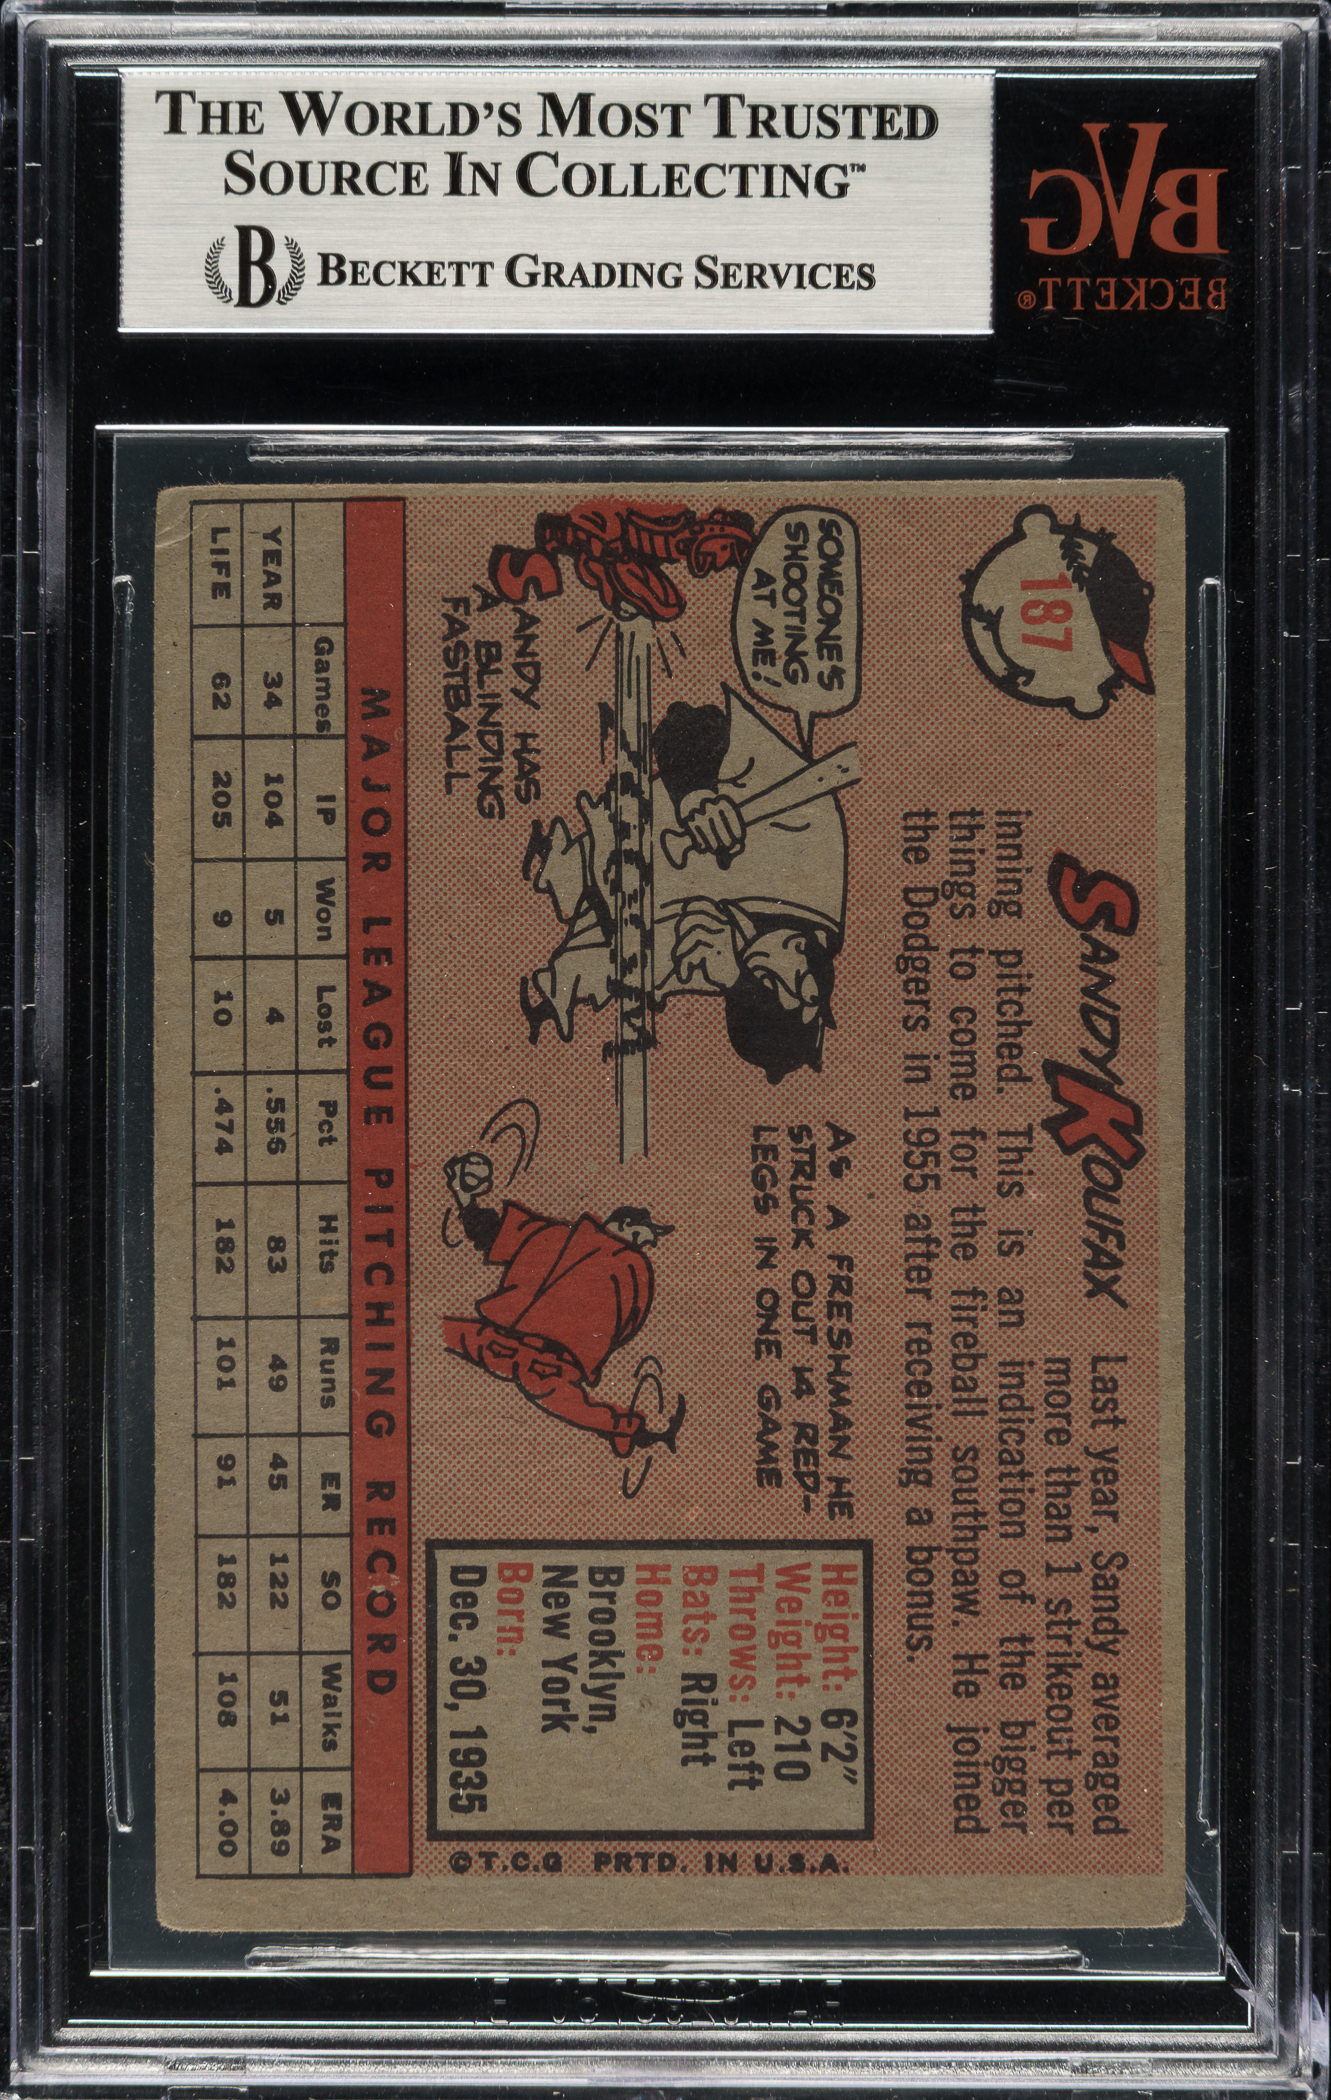 THE WORLD'S MOST TRUSTED
SOURCE IN COLLECTING™
B BECKETT GRADING SERVICES
BVG
BECKETT®
187
SANDY KOUFAX
Last year, Sandy averaged
more than 1 strikeout per
inning pitched. This is an indication of the bigger
things to come for the fireball southpaw. He joined
the Dodgers in 1955 after receiving a bonus.
SOMEONE'S
SHOOTING
AT ME!
SANDY HAS
A BLINDING
FASTBALL
AS A FRESHMAN HE
STRUCK OUT 14 RED-
LEGS IN ONE GAME
Height: 6'2"
Weight: 210
Throws: Left
Bats: Right
Home:
Brooklyn,
New York
Born:
Dec. 30, 1935
©T.C.G PRTD. IN U.S.A.
MAJOR LEAGUE PITCHING RECORD
Games IP Won Lost Pct Hits Runs ER SO Walks ERA
YEAR 34 104 5 4 .556 83 49 45 122 51 3.89
LIFE 62 205 9 10 .474 182 101 91 182 108 4.00